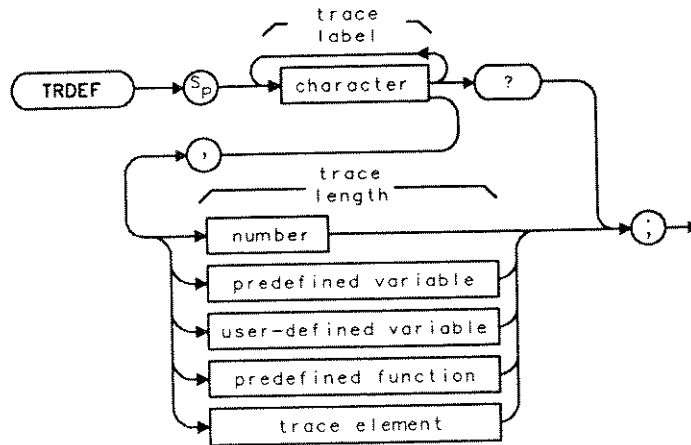 trace
label
TRDEF
Sp
character
?
,
trace
length
number
;
predefined variable
user-defined variable
predefined function
trace element